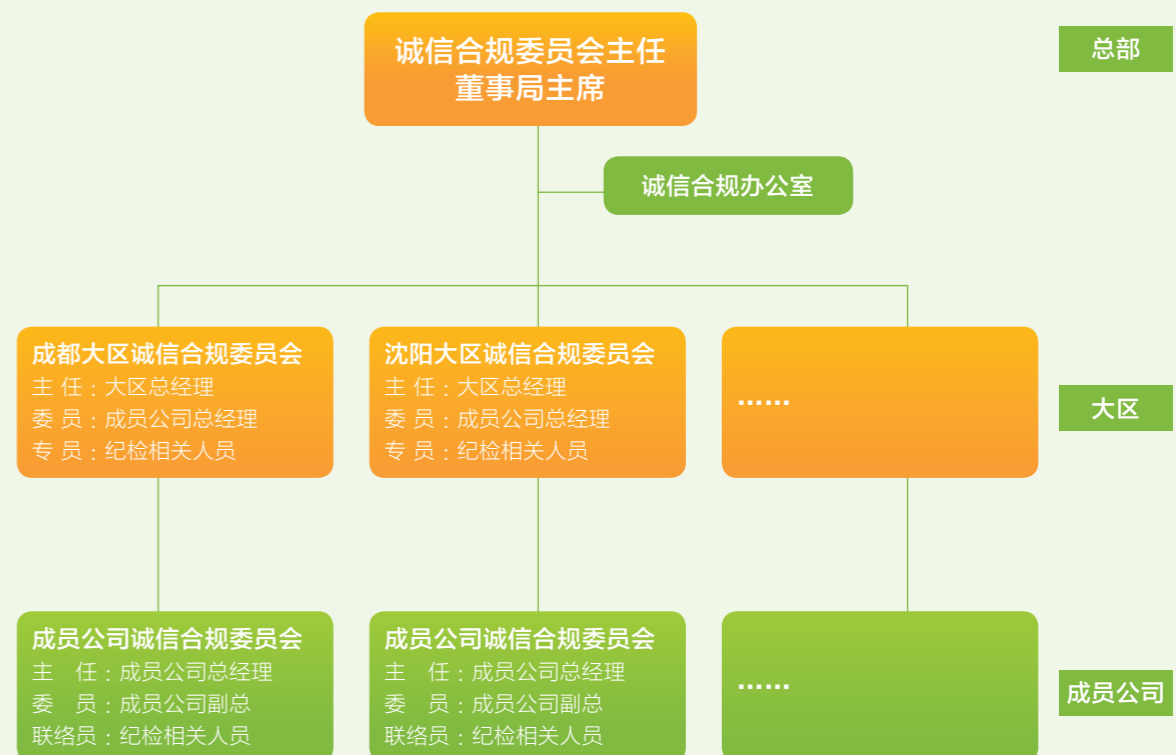 诚信合规委员会主任
董事局主席
总部
诚信合规办公室
成都大区诚信合规委员会
主 任：大区总经理
委 员：成员公司总经理
专 员：纪检相关人员
沈阳大区诚信合规委员会
主 任：大区总经理
委 员：成员公司总经理
专 员：纪检相关人员
……
大区
成员公司诚信合规委员会
主　任：成员公司总经理
委　员：成员公司副总
联络员：纪检相关人员
成员公司诚信合规委员会
主　任：成员公司总经理
委　员：成员公司副总
联络员：纪检相关人员
……
成员公司